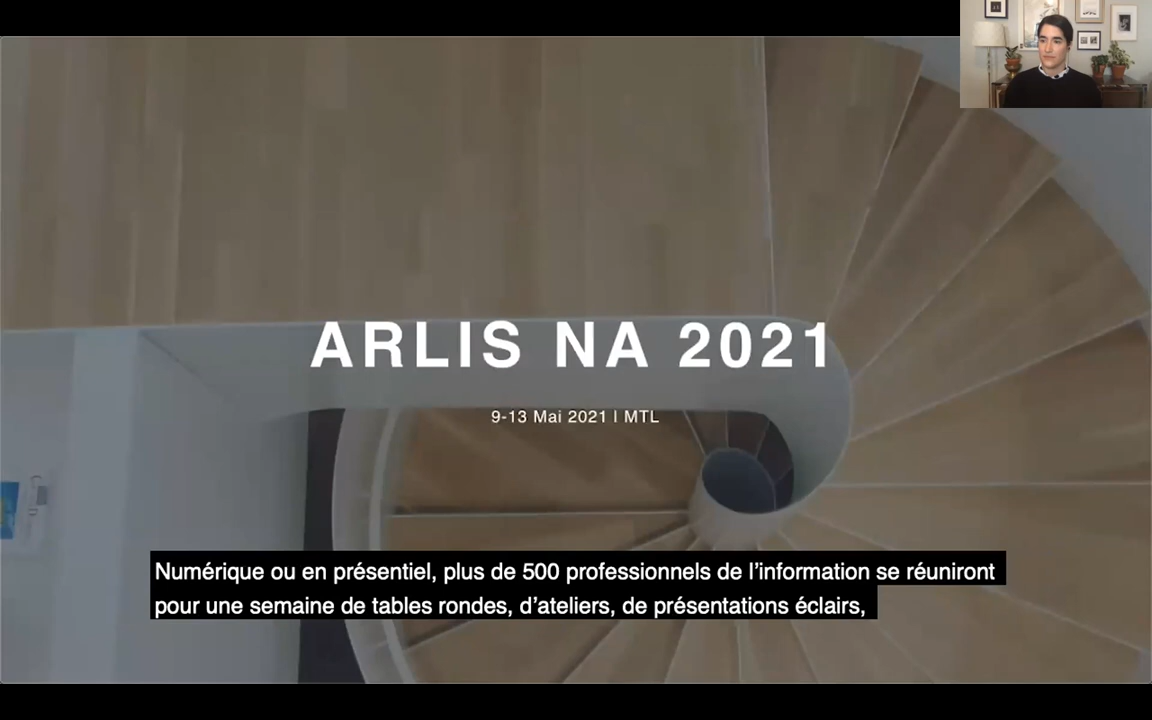 ARLIS NA 2021
9-13 Mai 2021 | MTL
Numérique ou en présentiel, plus de 500 professionnels de l’information se réuniront
pour une semaine de tables rondes, d’ateliers, de présentations éclairs,